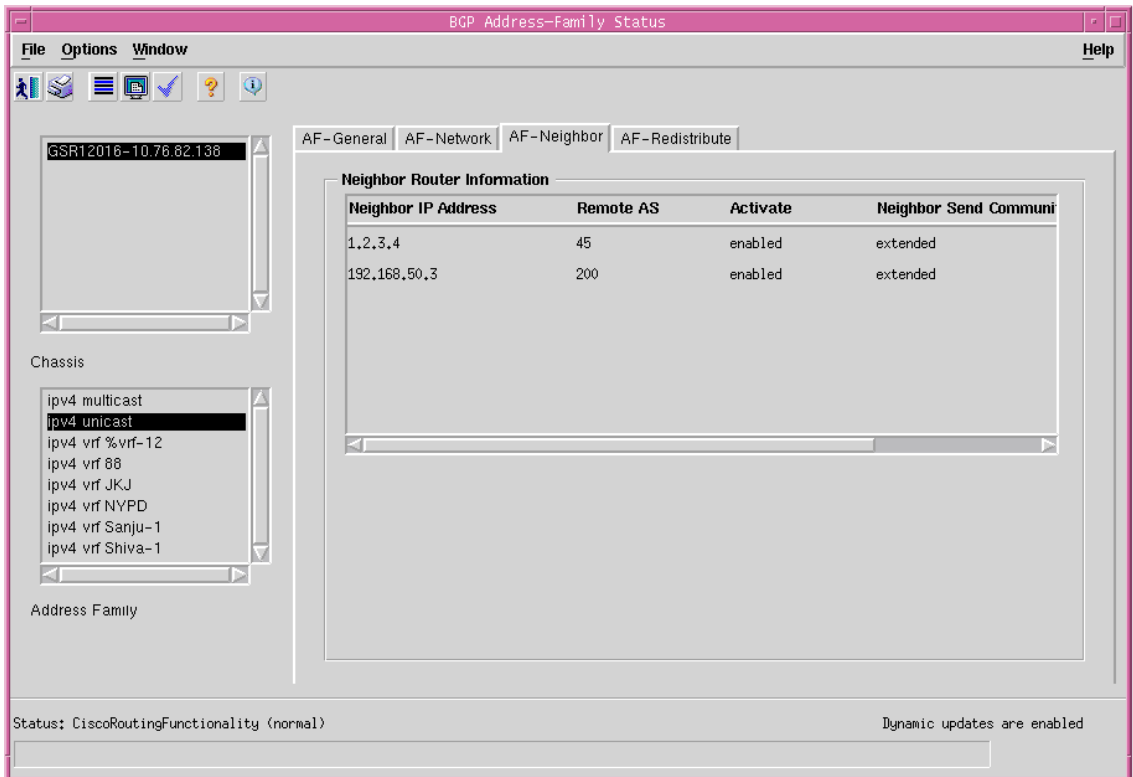 BGP Address-Family Status
File Options Window Help
GSR12016-10.76.82.138
Chassis
ipv4 multicast
ipv4 unicast
ipv4 vrf %vrf-12
ipv4 vrf 88
ipv4 vrf JKJ
ipv4 vrf NYPD
ipv4 vrf Sanju-1
ipv4 vrf Shiva-1
Address Family
AF-General AF-Network AF-Neighbor AF-Redistribute
Neighbor Router Information
Neighbor IP Address Remote AS Activate Neighbor Send Communi
1.2.3.4 45 enabled extended
192.168.50.3 200 enabled extended
Status: CiscoRoutingFunctionality (normal) Dynamic updates are enabled